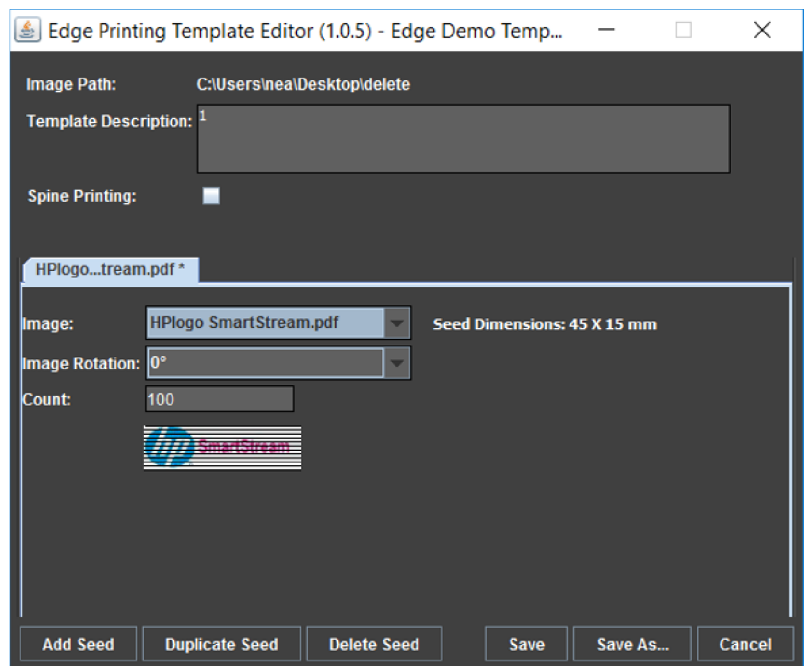 Edge Printing Template Editor (1.0.5) - Edge Demo Temp...
Image Path: C:\Users\nea\Desktop\delete
Template Description: 1
Spine Printing:
HPlogo...tream.pdf *
Image: HPlogo SmartStream.pdf Seed Dimensions: 45 X 15 mm
Image Rotation: 0°
Count: 100
hp SmartStream
Add Seed Duplicate Seed Delete Seed Save Save As... Cancel